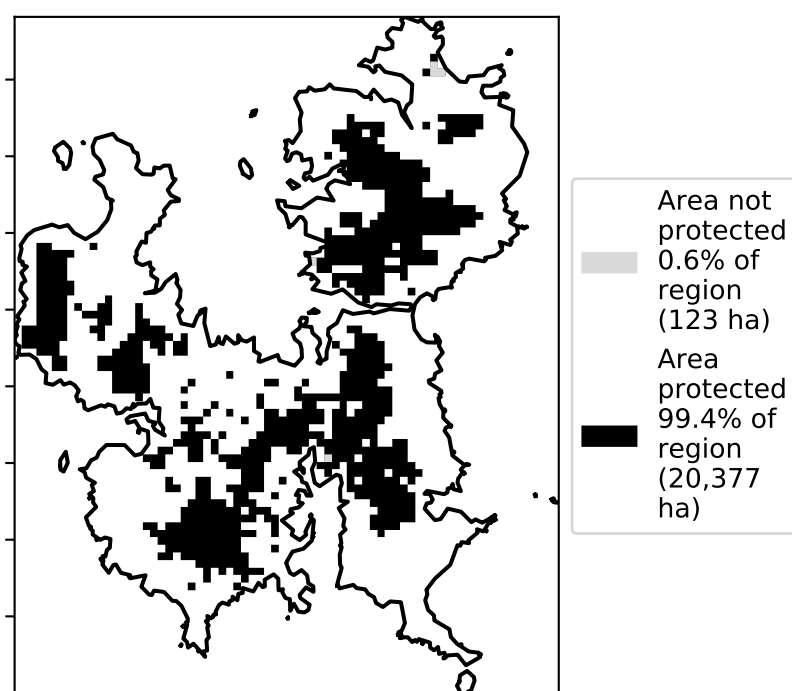 Area not
protected
0.6% of
region
(123 ha)
Area
protected
99.4% of
region
(20,377
ha)